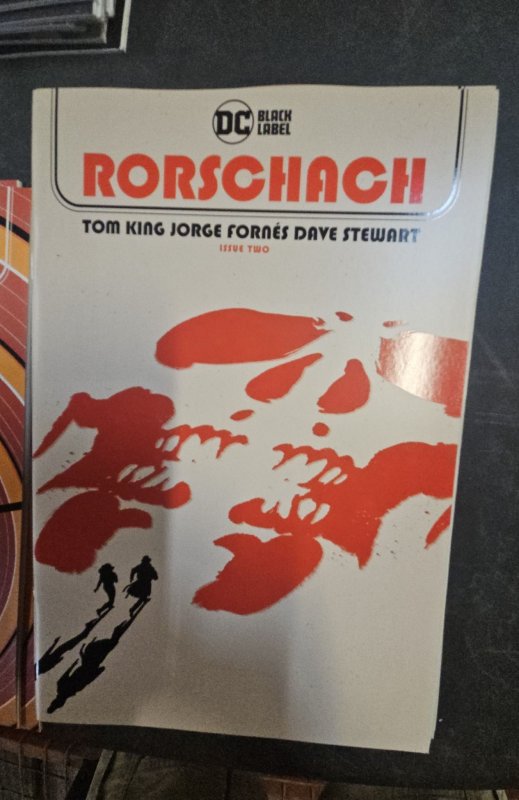 DC BLACK
LABEL
RORSCHACH
TOM KING JORGE FORNÉS DAVE STEWART
ISSUE TWO